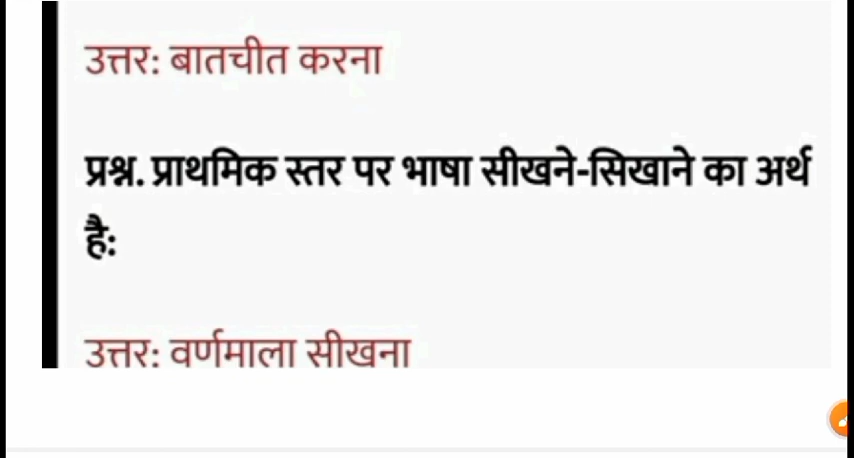 उत्तर: बातचीत करना
प्रश्न. प्राथमिक स्तर पर भाषा सीखने-सिखाने का अर्थ
है:
उत्तर: वर्णमाला सीखना